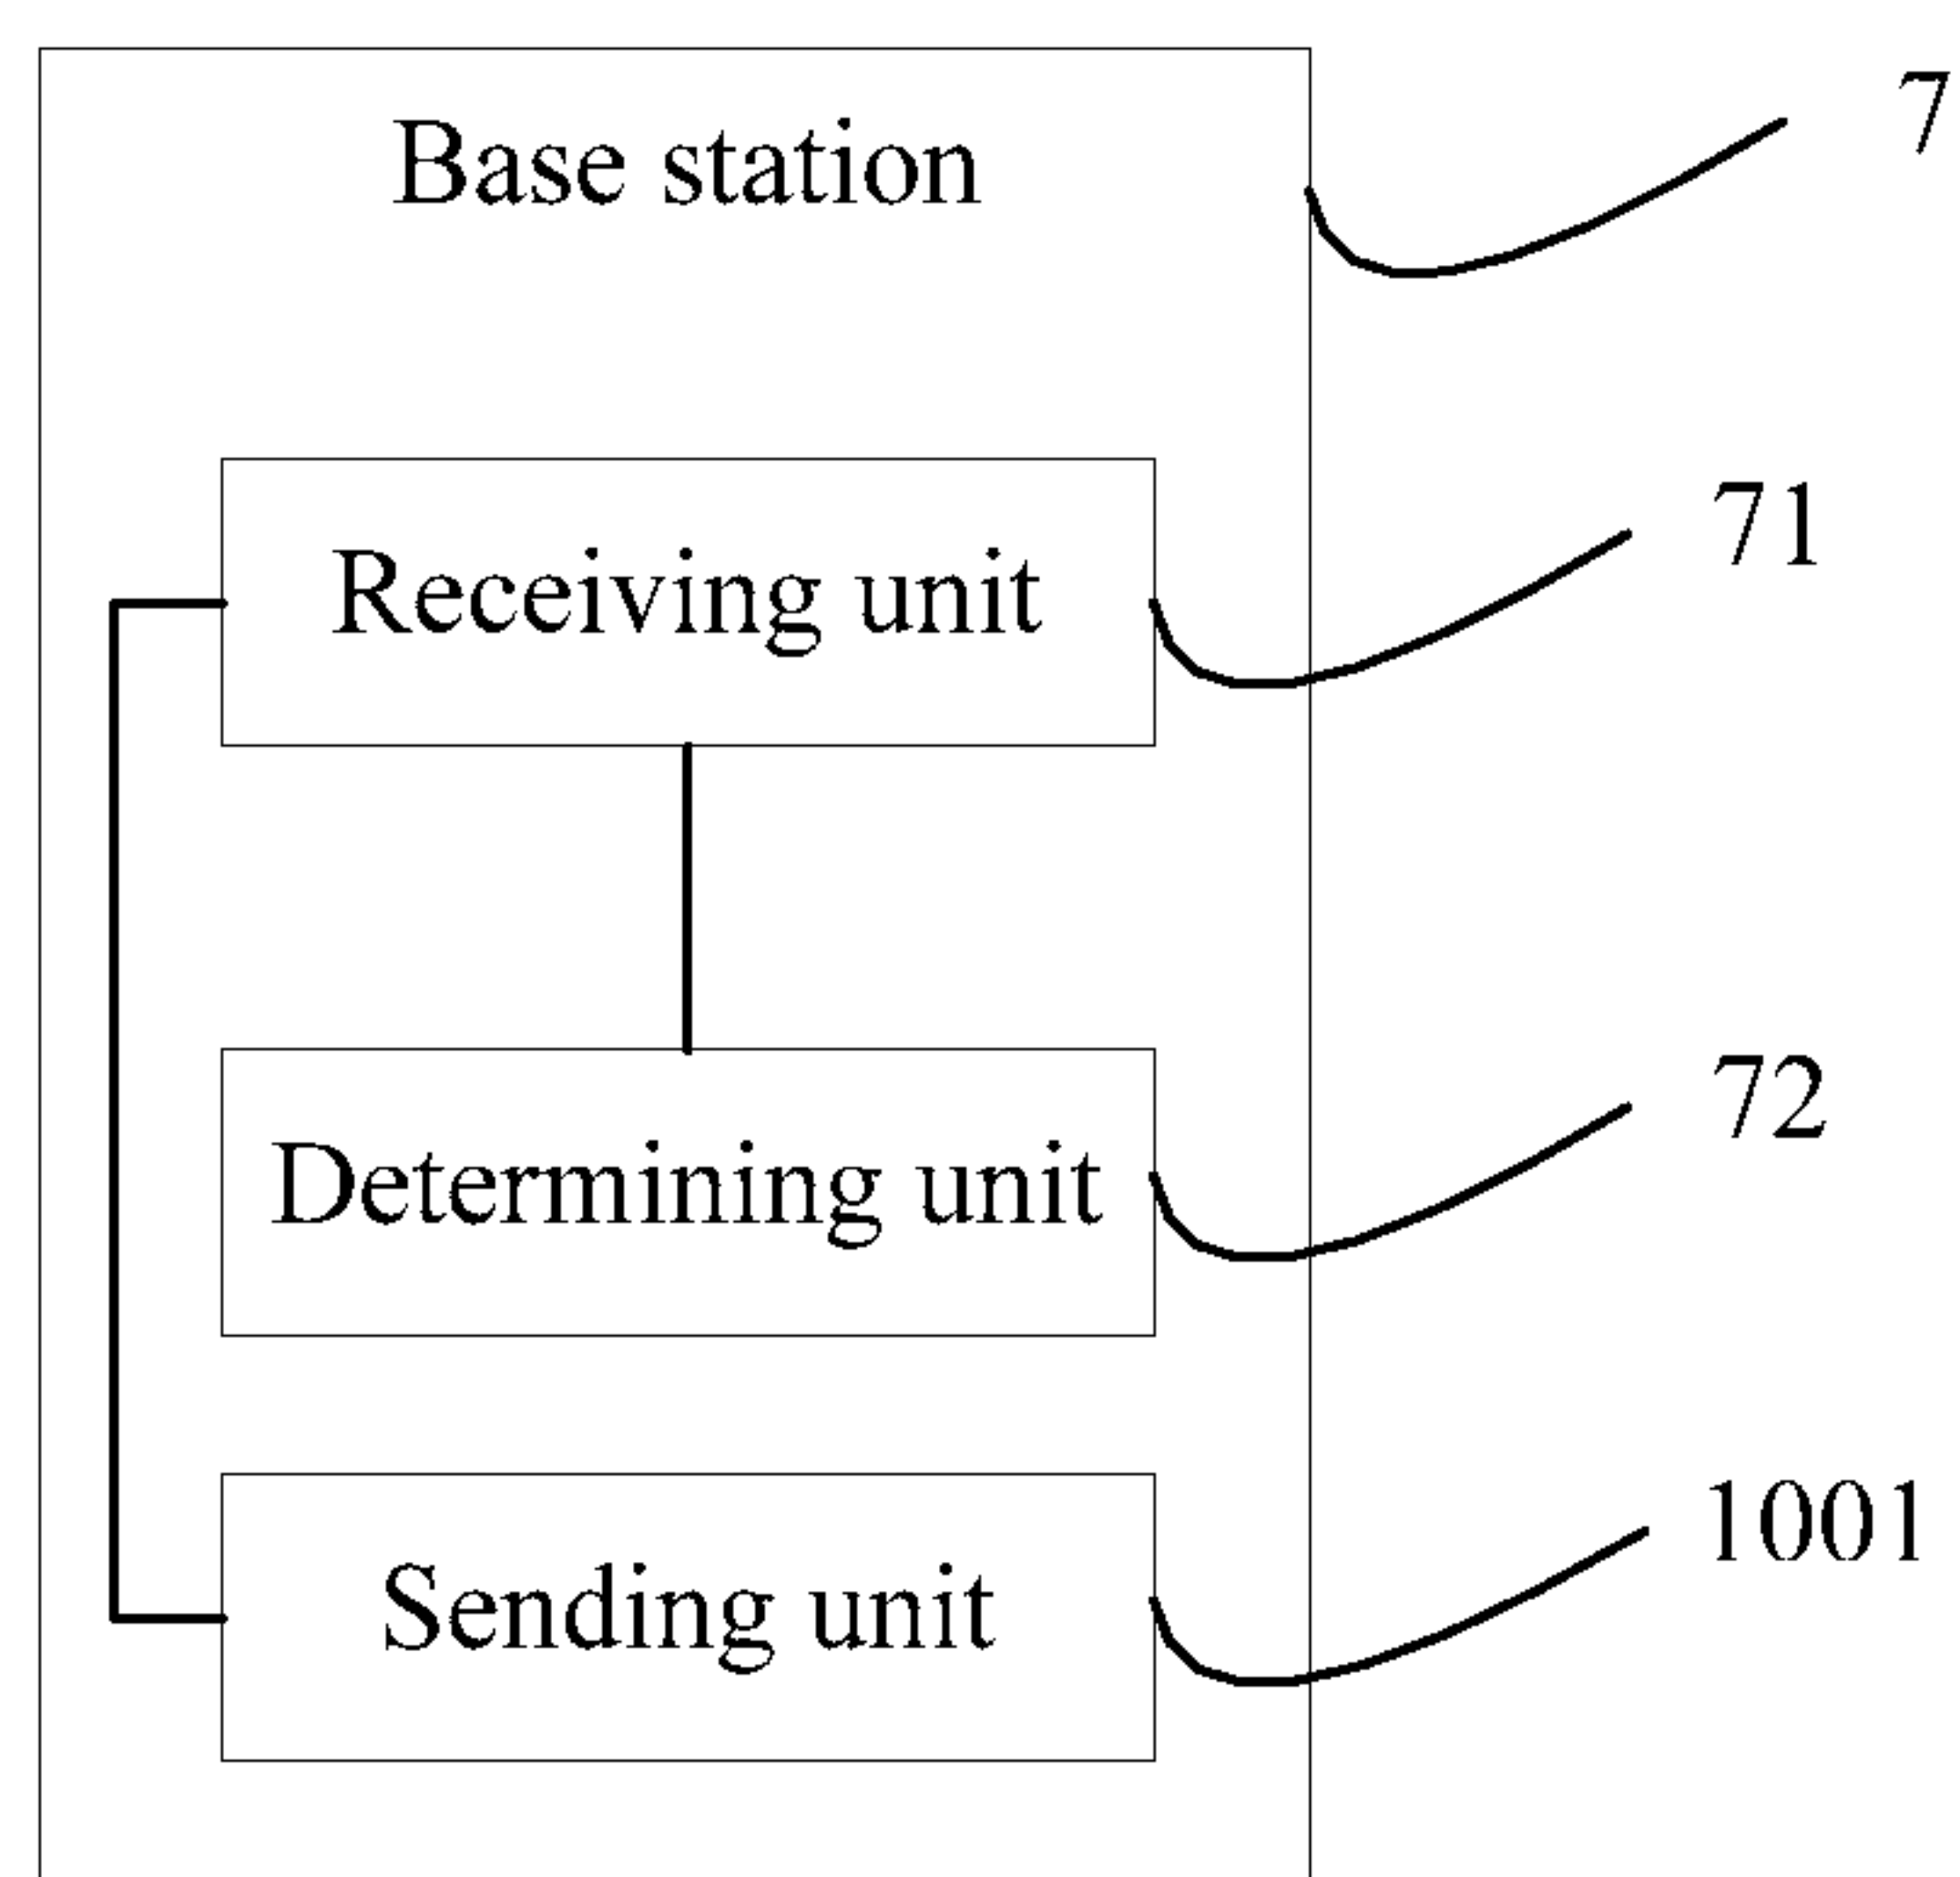 Base station
7
Receiving unit
71
Determining unit
72
Sending unit
1001